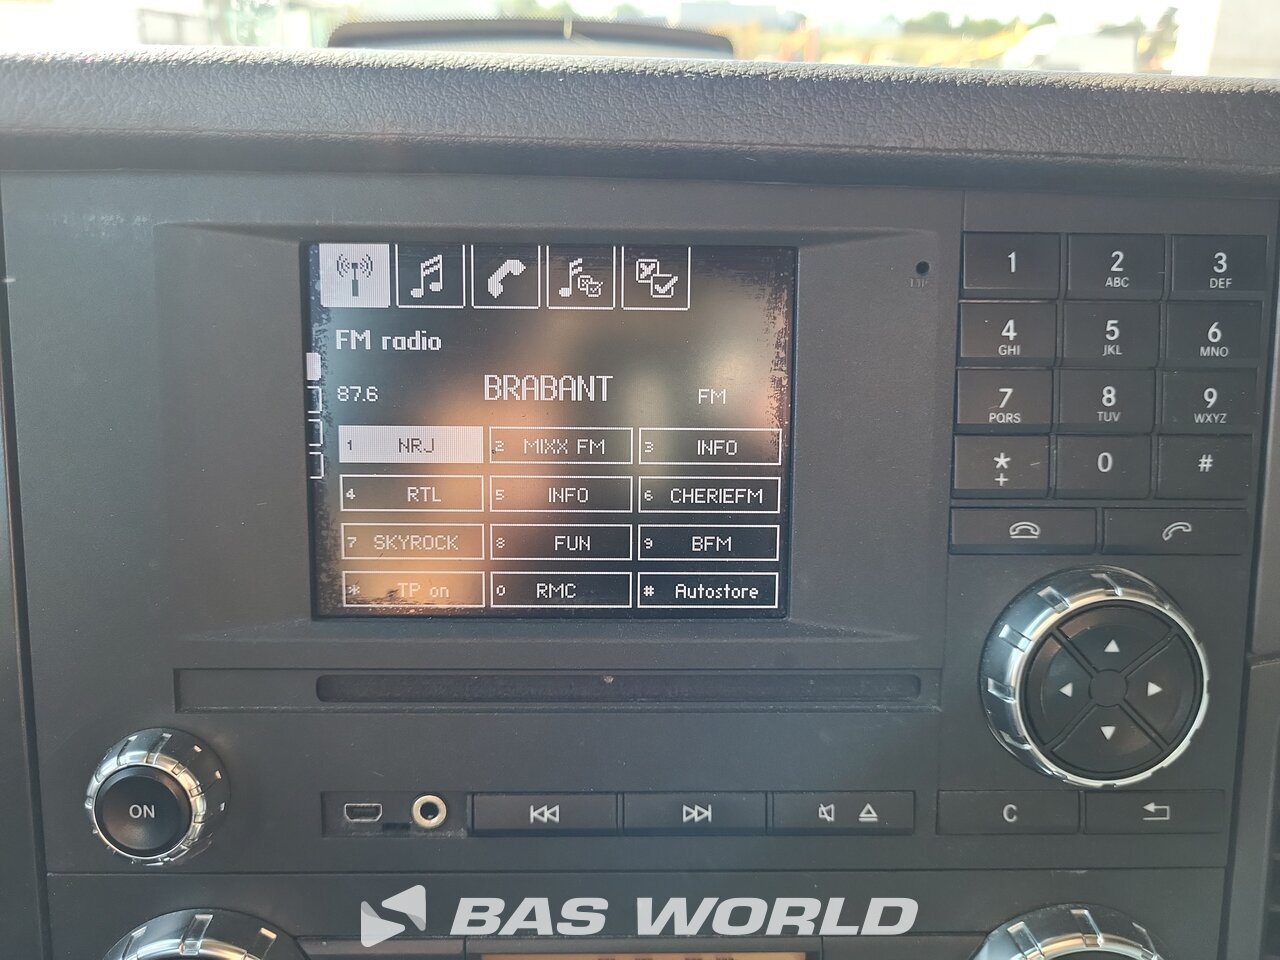 FM radio
87.6 BRABANT FM
1 NRJ 2 MIXX FM 3 INFO
4 RTL 5 INFO 6 CHERIEFM
7 SKYROCK 8 FUN 9 BFM
* TP on 0 RMC # Autostore
1 2 ABC 3 DEF
4 GHI 5 JKL 6 MNO
7 PQRS 8 TUV 9 WXYZ
* + 0 #
ON
C
BAS WORLD